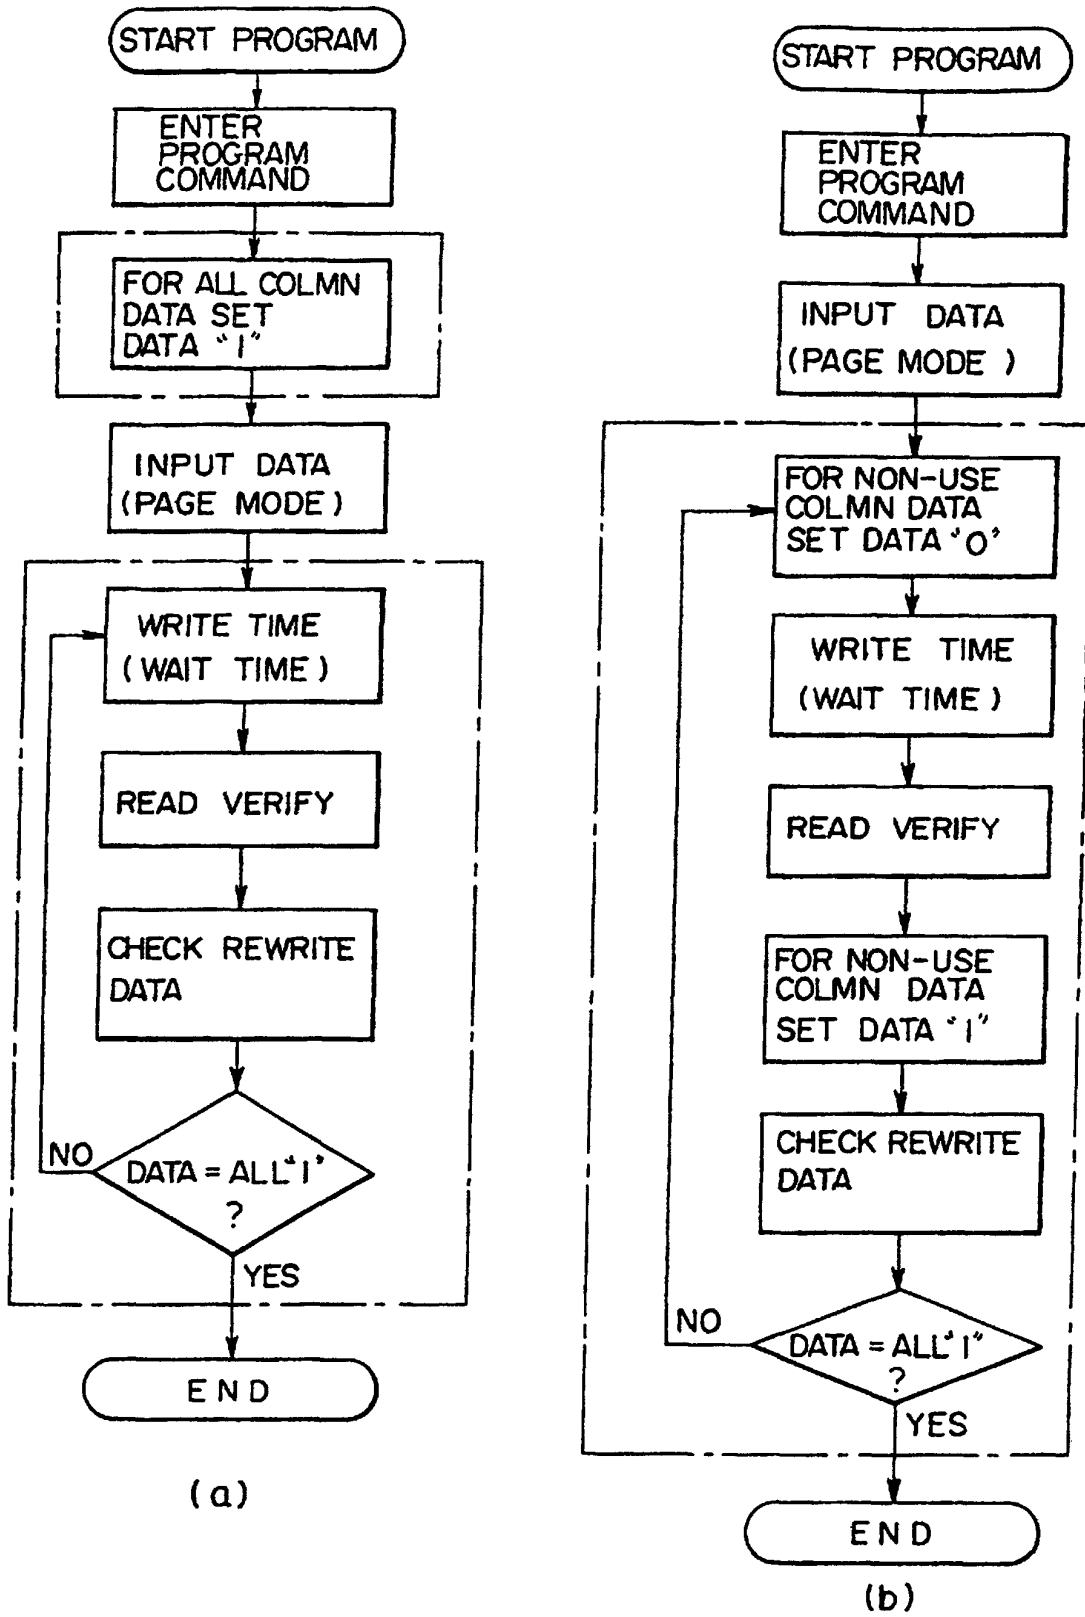 START PROGRAM
ENTER
PROGRAM
COMMAND
FOR ALL COLMN
DATA SET
DATA "1"
INPUT DATA
(PAGE MODE)
WRITE TIME
(WAIT TIME)
READ VERIFY
CHECK REWRITE
DATA
DATA = ALL "1"
?
NO
YES
END
(a)
START PROGRAM
ENTER
PROGRAM
COMMAND
INPUT DATA
(PAGE MODE)
FOR NON-USE
COLMN DATA
SET DATA "0"
WRITE TIME
(WAIT TIME)
READ VERIFY
FOR NON-USE
COLMN DATA
SET DATA "1"
CHECK REWRITE
DATA
DATA = ALL "1"
?
NO
YES
END
(b)